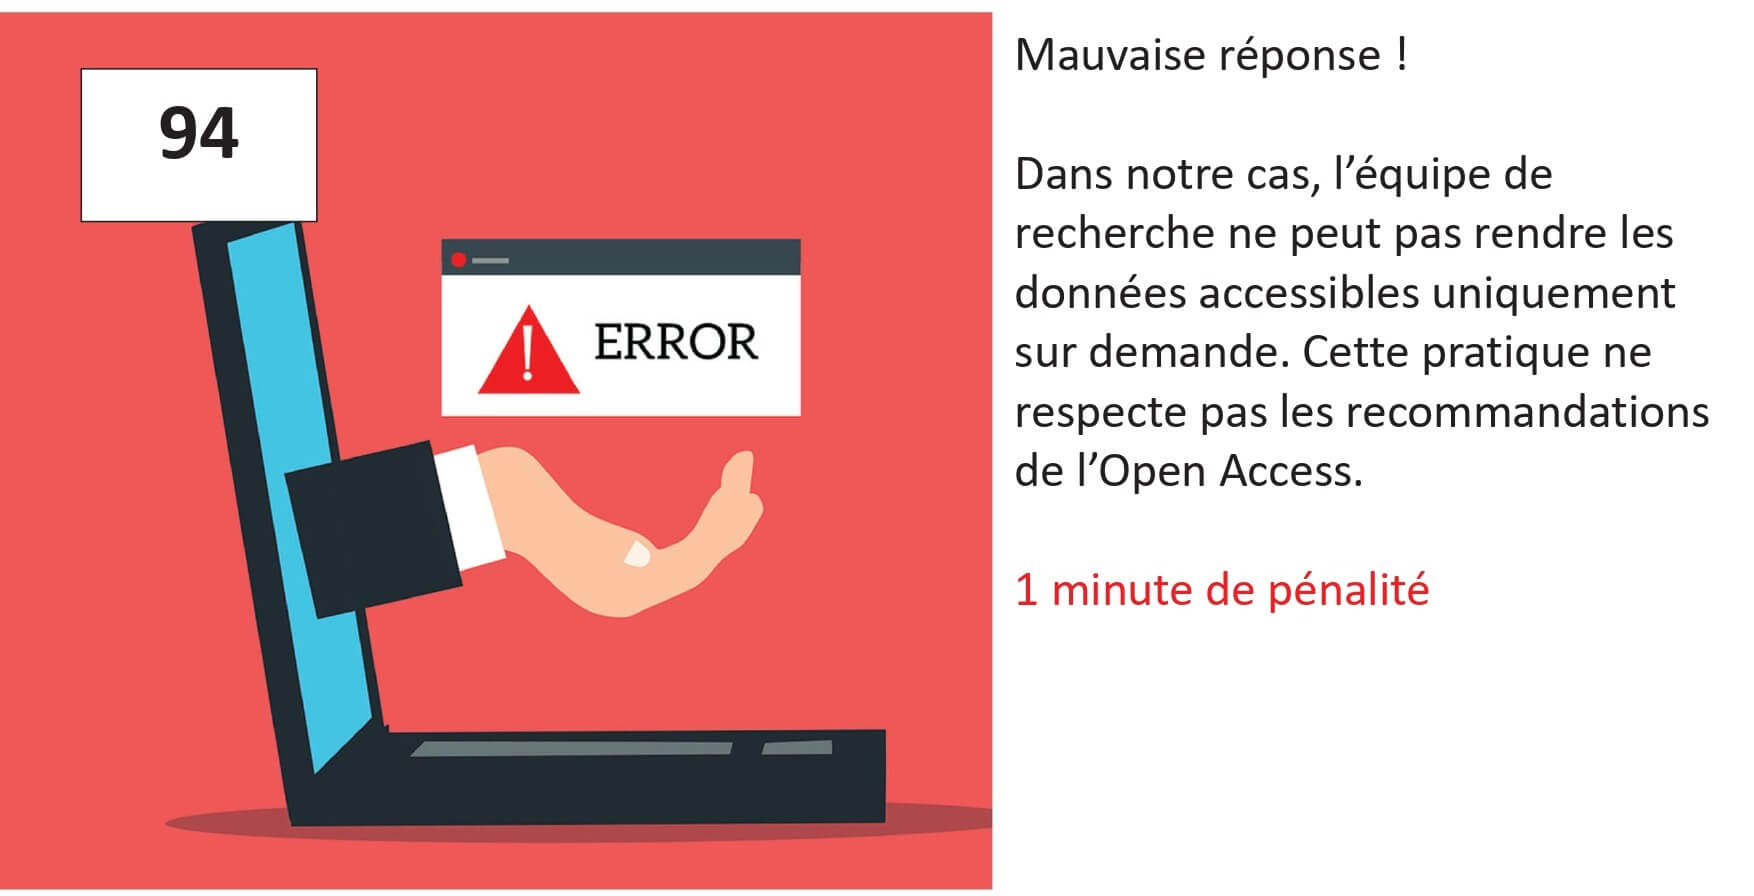 94
ERROR
Mauvaise réponse !
Dans notre cas, l’équipe de
recherche ne peut pas rendre les
données accessibles uniquement
sur demande. Cette pratique ne
respecte pas les recommandations
de l’Open Access.
1 minute de pénalité